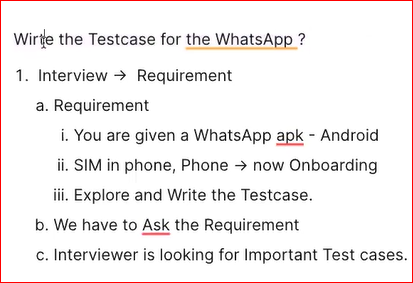 Wirte the Testcase for the WhatsApp ?
1. Interview → Requirement
a. Requirement
i. You are given a WhatsApp apk - Android
ii. SIM in phone, Phone → now Onboarding
iii. Explore and Write the Testcase.
b. We have to Ask the Requirement
c. Interviewer is looking for Important Test cases.